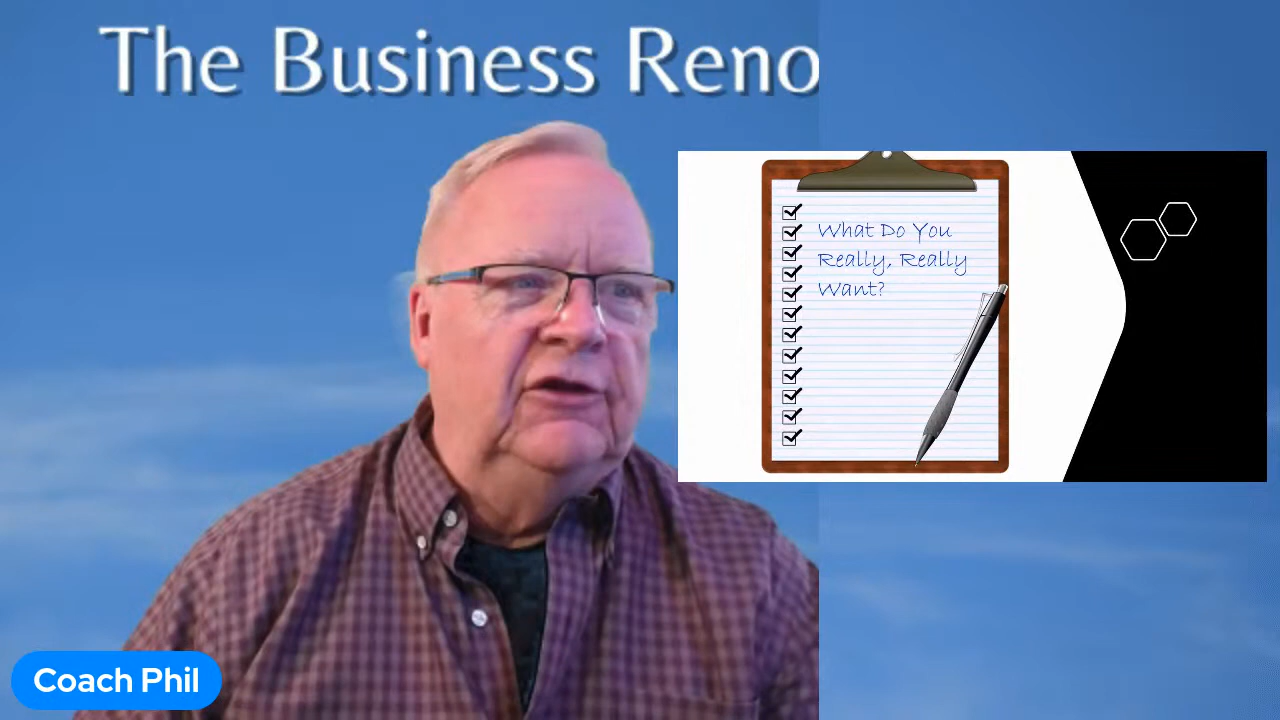 The Business Reno
What Do You
Really, Really
Want?
Coach Phil